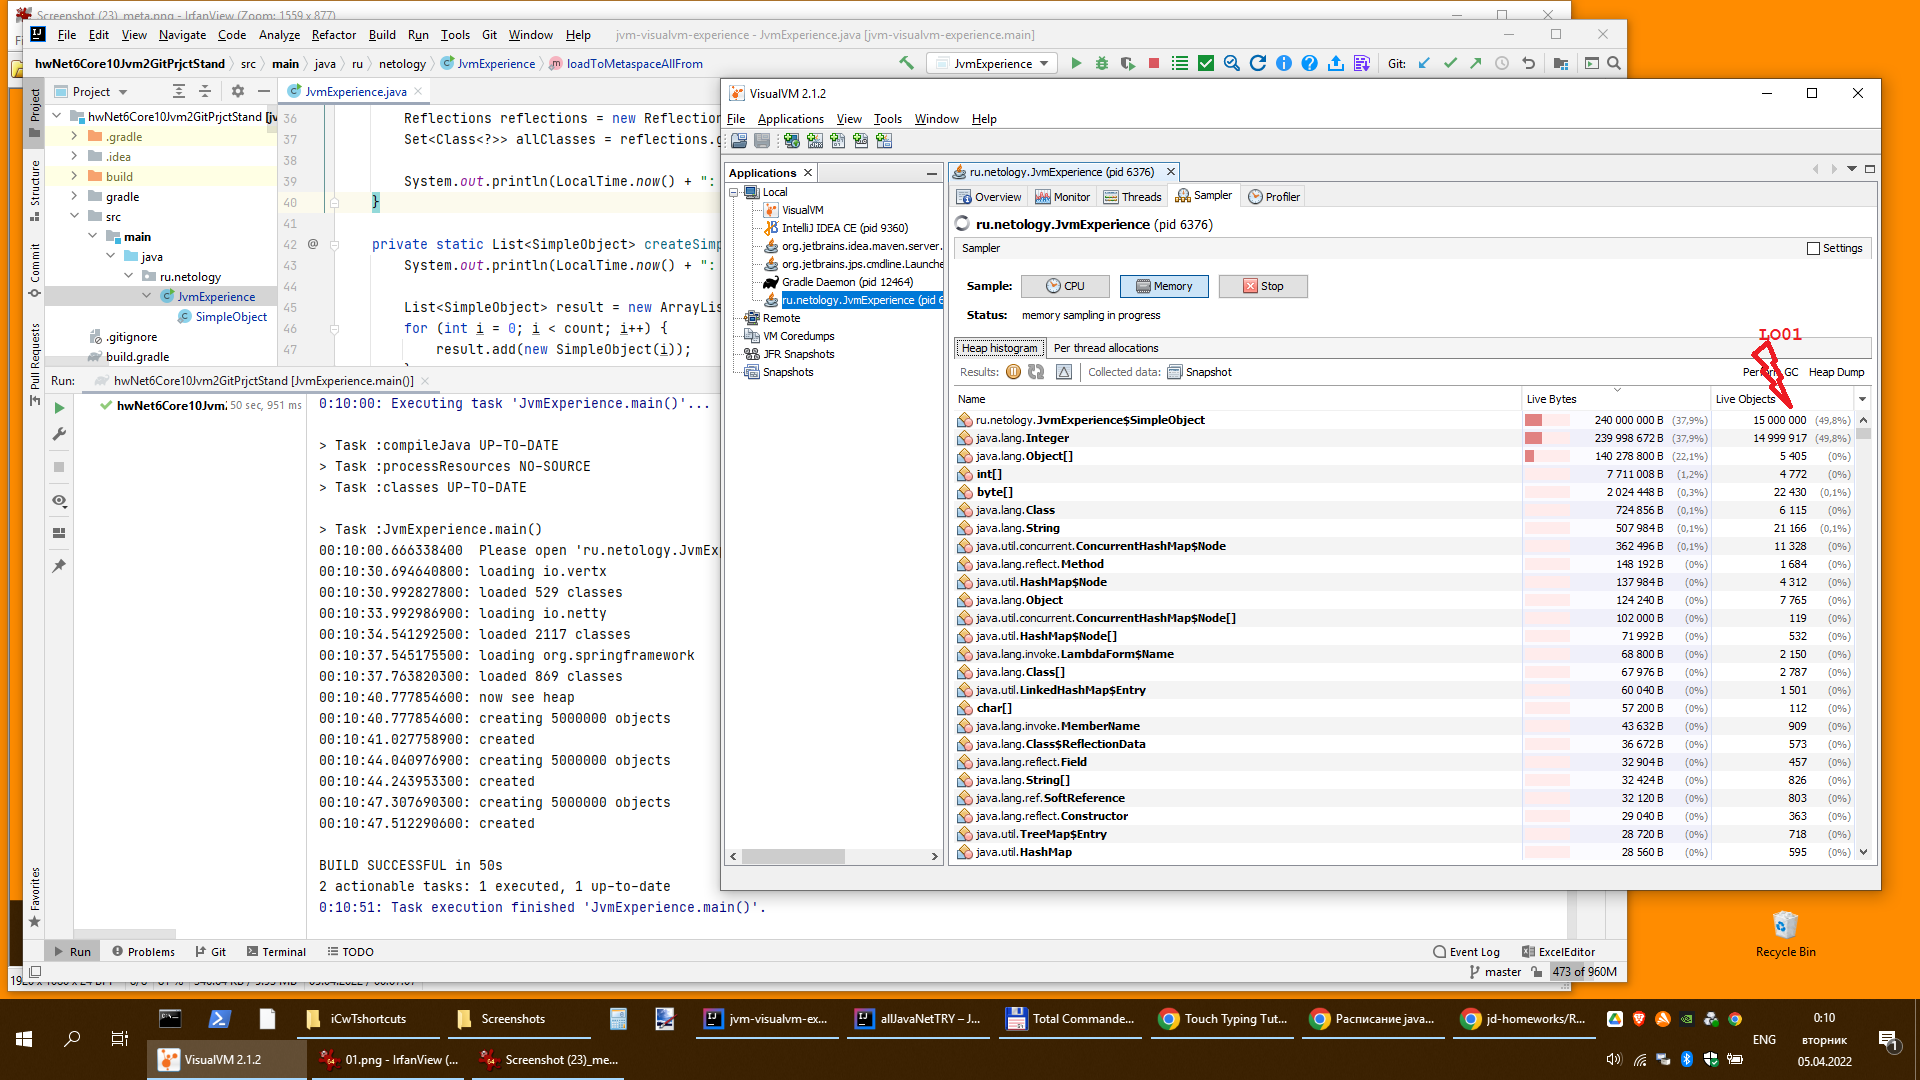 Screenshot (23)_meta.png - IrfanView (Zoom: 1559 x 877)
File Edit View Navigate Code Analyze Refactor Build Run Tools Git Window Help jvm-visualvm-experience - JvmExperience.java [jvm-visualvm-experience.main]
hwNet6Core10Jvm2GitPrjctStand src main java ru netology JvmExperience loadToMetaspaceAllFrom
JvmExperience
Git:
Project
JvmExperience.java
Project
Structure
Commit
Pull Requests
Favorites
hwNet6Core10Jvm2GitPrjctStand [jv
.gradle
.idea
build
gradle
src
main
java
ru.netology
JvmExperience
SimpleObject
.gitignore
build.gradle
36 Reflections reflections = new Reflection
Set<Class<?>> allClasses = reflections.g
38
39 System.out.println(LocalTime.now() + ":
40 }
41
42 @ private static List<SimpleObject> createSimp
43 System.out.println(LocalTime.now() + ":
44
45 List<SimpleObject> result = new ArrayLis
46 for (int i = 0; i < count; i++) {
47 result.add(new SimpleObject(i));
Run: hwNet6Core10Jvm2GitPrjctStand [JvmExperience.main()]
hwNet6Core10Jvm 50 sec, 951 ms
0:10:00: Executing task 'JvmExperience.main()'...
> Task :compileJava UP-TO-DATE
> Task :processResources NO-SOURCE
> Task :classes UP-TO-DATE
> Task :JvmExperience.main()
00:10:00.666338400 Please open 'ru.netology.JvmExp
00:10:30.694640800: loading io.vertx
00:10:30.992827800: loaded 529 classes
00:10:33.992986900: loading io.netty
00:10:34.541292500: loaded 2117 classes
00:10:37.545175500: loading org.springframework
00:10:37.763820300: loaded 869 classes
00:10:40.777854600: now see heap
00:10:40.777854600: creating 5000000 objects
00:10:41.027758900: created
00:10:44.040976900: creating 5000000 objects
00:10:44.243953300: created
00:10:47.307690300: creating 5000000 objects
00:10:47.512290600: created
BUILD SUCCESSFUL in 50s
2 actionable tasks: 1 executed, 1 up-to-date
0:10:51: Task execution finished 'JvmExperience.main()'.
Run Problems Git Terminal TODO
Event Log ExcelEditor
master 473 of 960M
VisualVM 2.1.2
File Applications View Tools Window Help
Applications
Local
VisualVM
IntelliJ IDEA CE (pid 9360)
org.jetbrains.idea.maven.server.
org.jetbrains.jps.cmdline.Launche
Gradle Daemon (pid 12464)
ru.netology.JvmExperience (pid 6
Remote
VM Coredumps
JFR Snapshots
Snapshots
ru.netology.JvmExperience (pid 6376)
Overview Monitor Threads Sampler Profiler
ru.netology.JvmExperience (pid 6376)
Sampler Settings
Sample: CPU Memory Stop
Status: memory sampling in progress
LO01
Heap histogram Per thread allocations
Results: Collected data: Snapshot Perform GC Heap Dump
Name Live Bytes Live Objects
ru.netology.JvmExperience$SimpleObject 240 000 000 B (37,9%) 15 000 000 (49,8%)
java.lang.Integer 239 998 672 B (37,9%) 14 999 917 (49,8%)
java.lang.Object[] 140 278 800 B (22,1%) 5 405 (0%)
int[] 7 711 008 B (1,2%) 4 772 (0%)
byte[] 2 024 448 B (0,3%) 22 430 (0,1%)
java.lang.Class 724 856 B (0,1%) 6 115 (0%)
java.lang.String 507 984 B (0,1%) 21 166 (0,1%)
java.util.concurrent.ConcurrentHashMap$Node 362 496 B (0,1%) 11 328 (0%)
java.lang.reflect.Method 148 192 B (0%) 1 684 (0%)
java.util.HashMap$Node 137 984 B (0%) 4 312 (0%)
java.lang.Object 124 240 B (0%) 7 765 (0%)
java.util.concurrent.ConcurrentHashMap$Node[] 102 000 B (0%) 119 (0%)
java.util.HashMap$Node[] 71 992 B (0%) 532 (0%)
java.lang.invoke.LambdaForm$Name 68 800 B (0%) 2 150 (0%)
java.lang.Class[] 67 976 B (0%) 2 787 (0%)
java.util.LinkedHashMap$Entry 60 040 B (0%) 1 501 (0%)
char[] 57 200 B (0%) 112 (0%)
java.lang.invoke.MemberName 43 632 B (0%) 909 (0%)
java.lang.Class$ReflectionData 36 672 B (0%) 573 (0%)
java.lang.reflect.Field 32 904 B (0%) 457 (0%)
java.lang.String[] 32 424 B (0%) 826 (0%)
java.lang.ref.SoftReference 32 120 B (0%) 803 (0%)
java.lang.reflect.Constructor 29 040 B (0%) 363 (0%)
java.util.TreeMap$Entry 28 720 B (0%) 718 (0%)
java.util.HashMap 28 560 B (0%) 595 (0%)
Recycle Bin
iCwTshortcuts
Screenshots
jvm-visualvm-ex...
allJavaNetTRY – J...
Total Commande...
Touch Typing Tut...
Расписание java...
jd-homeworks/R...
VisualVM 2.1.2
01.png - IrfanView (...
Screenshot (23)_me...
ENG
0:10
вторник
05.04.2022
1